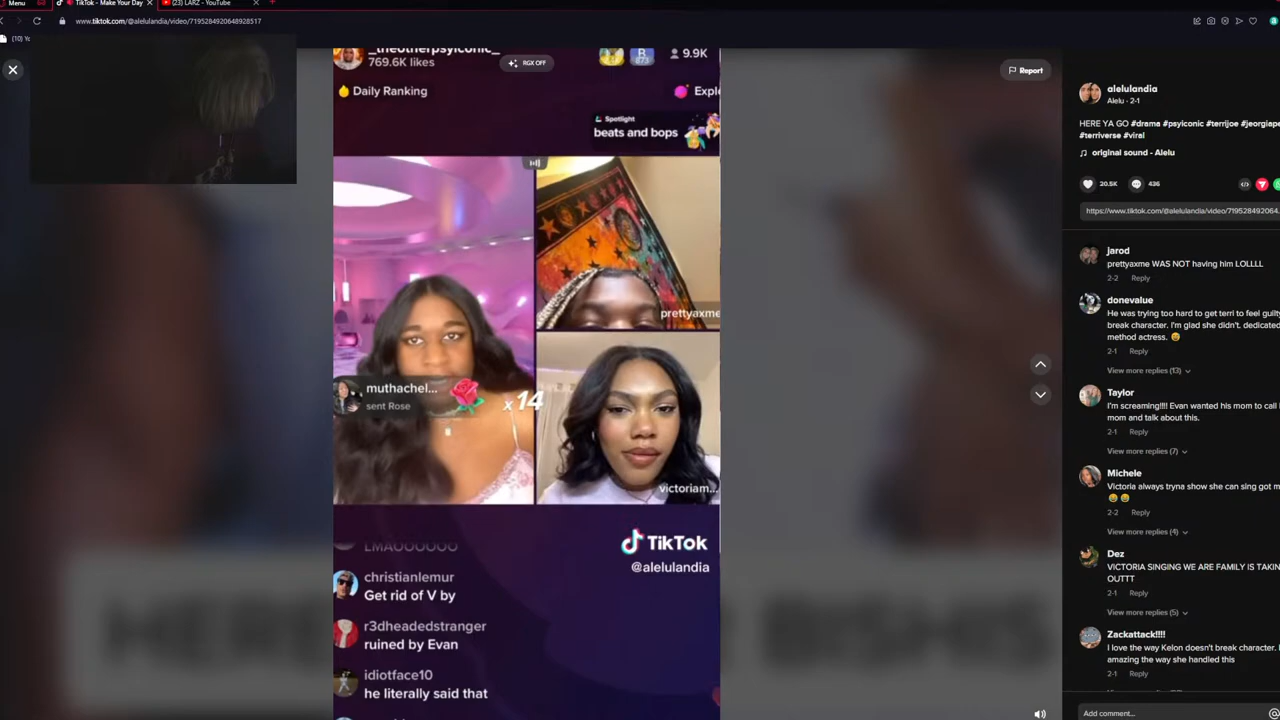 Menu
TikTok - Make Your Day
(23) LARZ - YouTube
www.tiktok.com/@alelulandia/video/7195284920648928517
(10)
_theotherpsyiconic_
769.6K likes
RGX OFF
9.9K
Daily Ranking
Explo
Spotlight
beats and bops
prettyaxme
muthachel...
sent Rose
x14
victoriam...
TikTok
@alelulandia
LMAOOOOOO
christianlemur
Get rid of V by
r3dheadedstranger
ruined by Evan
idiotface10
he literally said that
Report
alelulandia
Alelu · 2-1
HERE YA GO #drama #psyiconic #terrijoe #jeorgiape
#terriverse #viral
original sound - Alelu
20.5K
436
https://www.tiktok.com/@alelulandia/video/719528492064
jarod
prettyaxme WAS NOT having him LOLLLL
2-2 Reply
donevalue
He was trying too hard to get terri to feel guilty
break character. I'm glad she didn't, dedicated
method actress. 😅
2-1 Reply
View more replies (13)
Taylor
I'm screaming!!!! Evan wanted his mom to call
mom and talk about this.
2-1 Reply
View more replies (7)
Michele
Victoria always tryna show she can sing got m
😅 😅
2-2 Reply
View more replies (4)
Dez
VICTORIA SINGING WE ARE FAMILY IS TAKIN
OUTTT
2-1 Reply
View more replies (5)
Zackattack!!!!
I love the way Kelon doesn't break character.
amazing the way she handled this
2-1 Reply
Add comment...